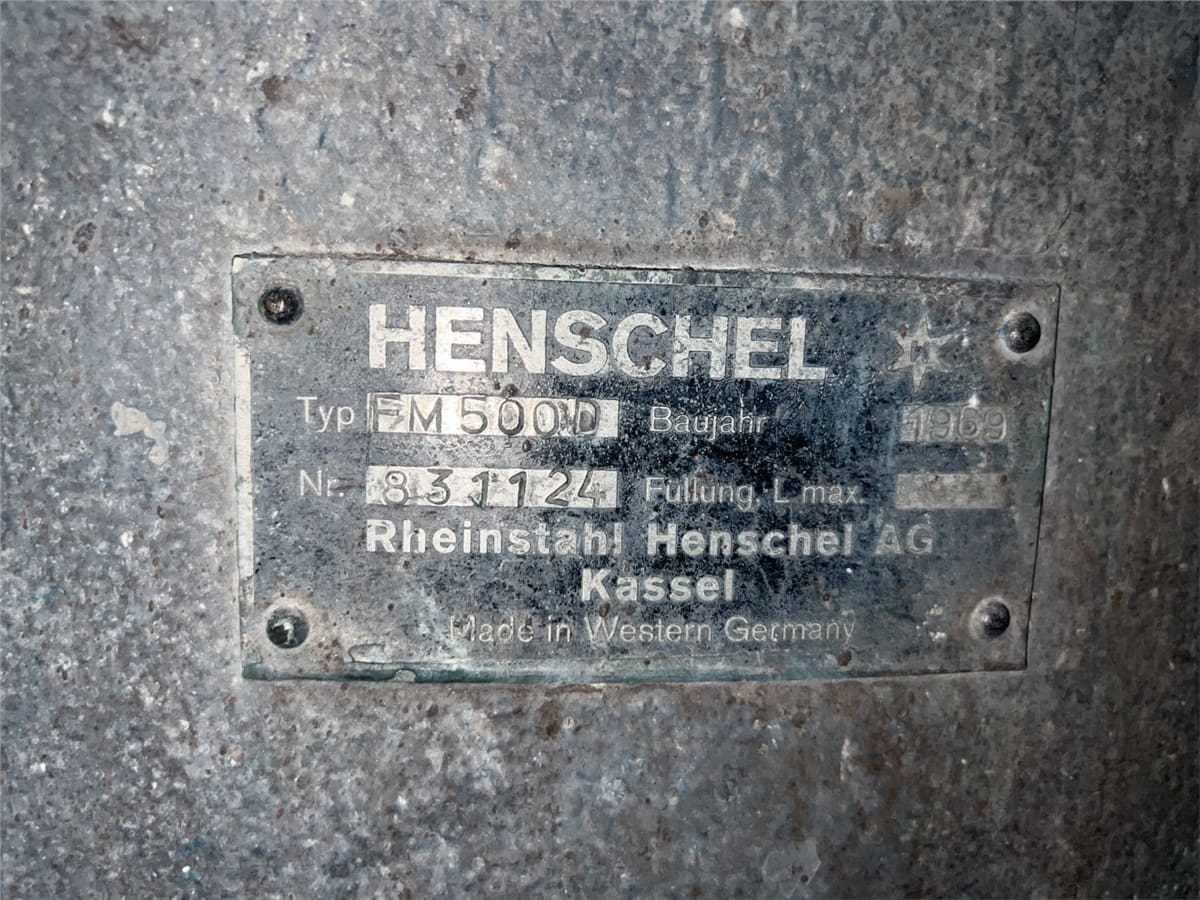 HENSCHEL
Typ FM 500 D Baujahr 1969
Nr. 831124 Füllung, L max.
Rheinstahl Henschel AG
Kassel
Made in Western Germany